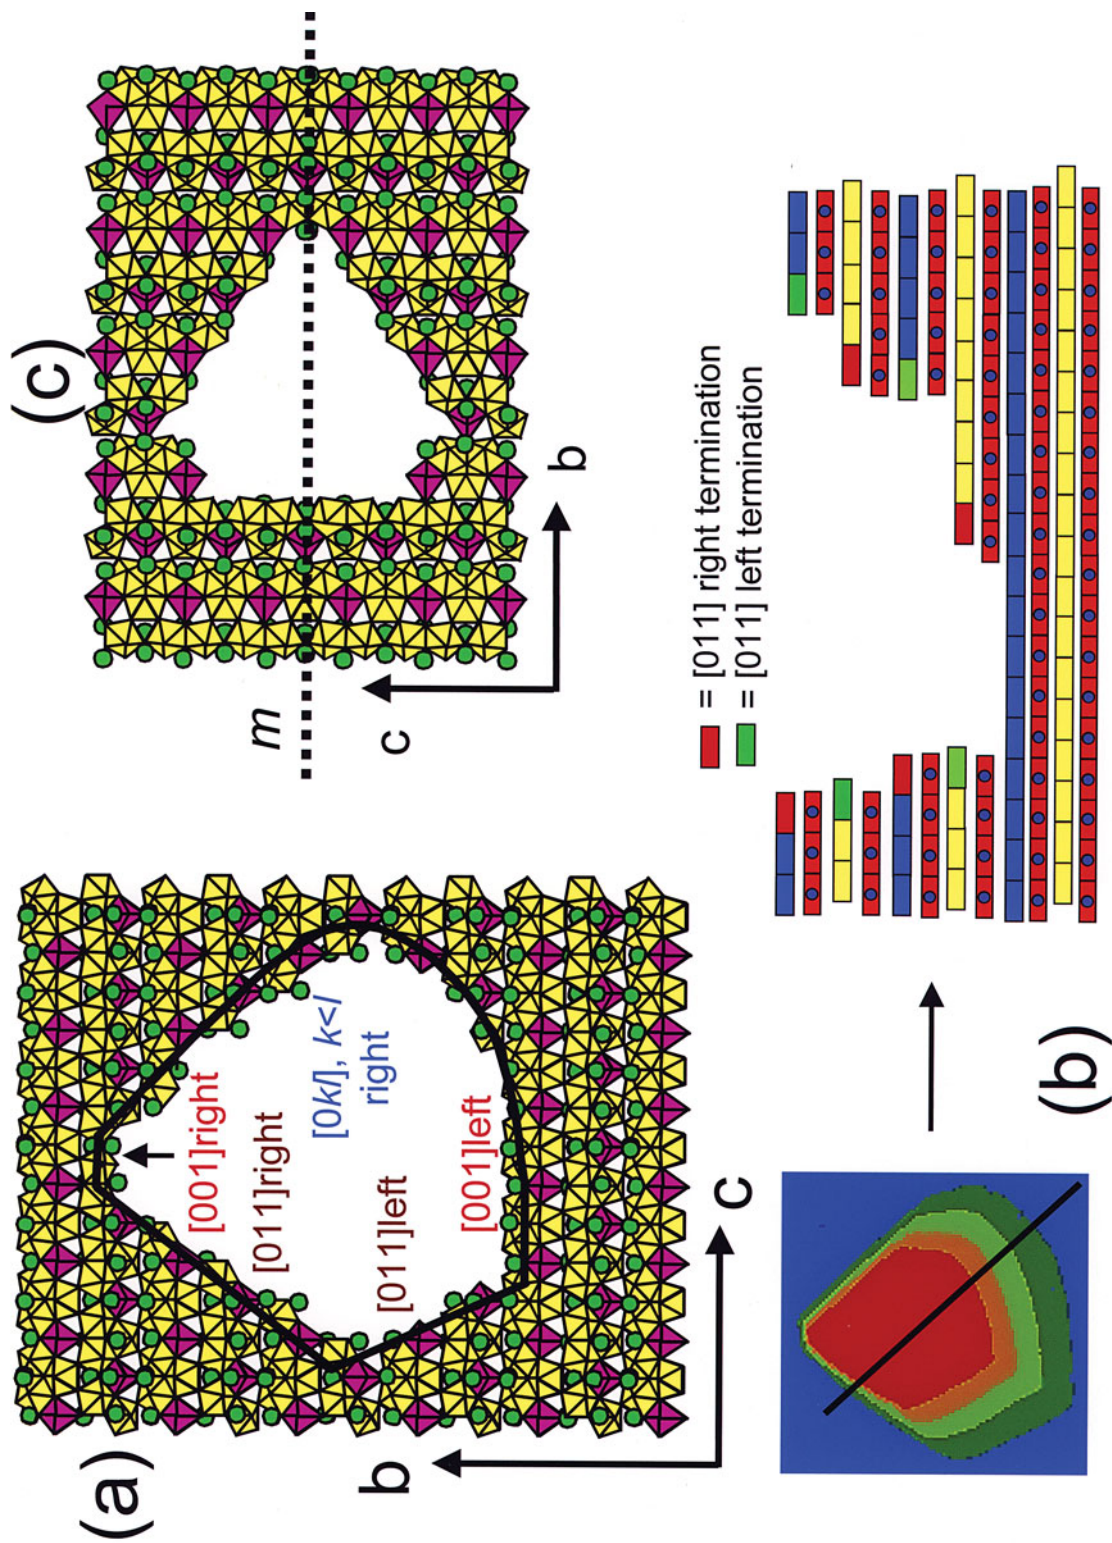 (a)
b
c
[001]right
[011]right
[0kl], k<l
right
[011]left
[001]left
(b)
= [011] right termination
= [011] left termination
(c)
m
c
b